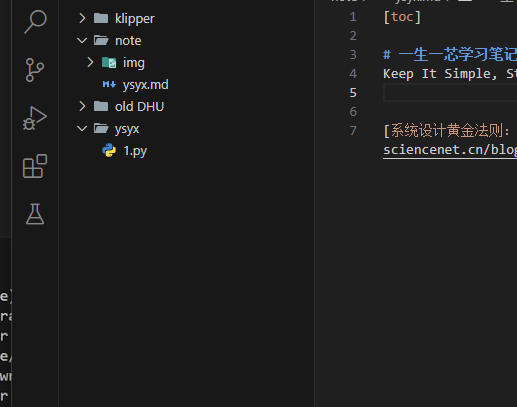 klipper
note
img
ysyx.md
old DHU
ysyx
1.py
1 [toc]
2
3 # 一生一芯学习笔记
4 Keep It Simple,
5
6
7 [系统设计黄金法则:
sciencenet.cn/blog